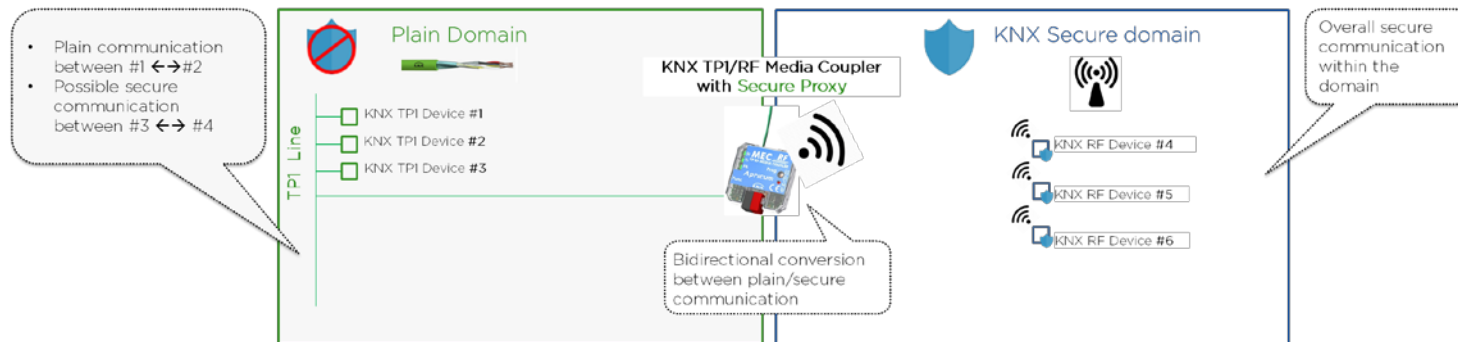 • Plain communication
between #1 ←→#2
• Possible secure
communication
between #3 ←→ #4
Plain Domain
TP1 Line
KNX TP1 Device #1
KNX TP1 Device #2
KNX TP1 Device #3
KNX TP1/RF Media Coupler
with Secure Proxy
MEC RF
Apricum
Bidirectional conversion
between plain/secure
communication
KNX Secure domain
KNX RF Device #4
KNX RF Device #5
KNX RF Device #6
Overall secure
communication
within the
domain